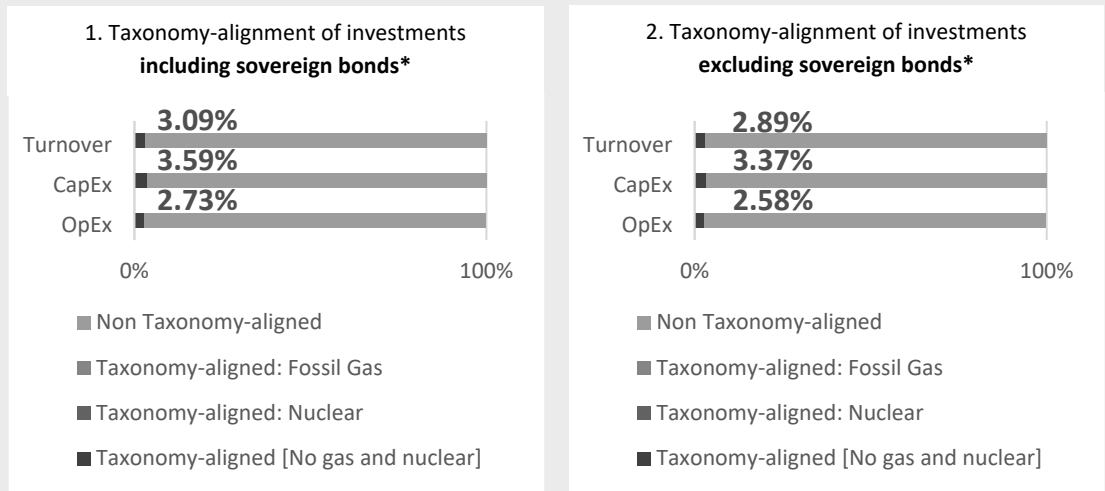 1. Taxonomy-alignment of investments
including sovereign bonds*
3.09%
Turnover
3.59%
CapEx
2.73%
OpEx
0%
100%
Non Taxonomy-aligned
Taxonomy-aligned: Fossil Gas
Taxonomy-aligned: Nuclear
Taxonomy-aligned [No gas and nuclear]
2. Taxonomy-alignment of investments
excluding sovereign bonds*
2.89%
Turnover
3.37%
CapEx
2.58%
OpEx
0%
100%
Non Taxonomy-aligned
Taxonomy-aligned: Fossil Gas
Taxonomy-aligned: Nuclear
Taxonomy-aligned [No gas and nuclear]